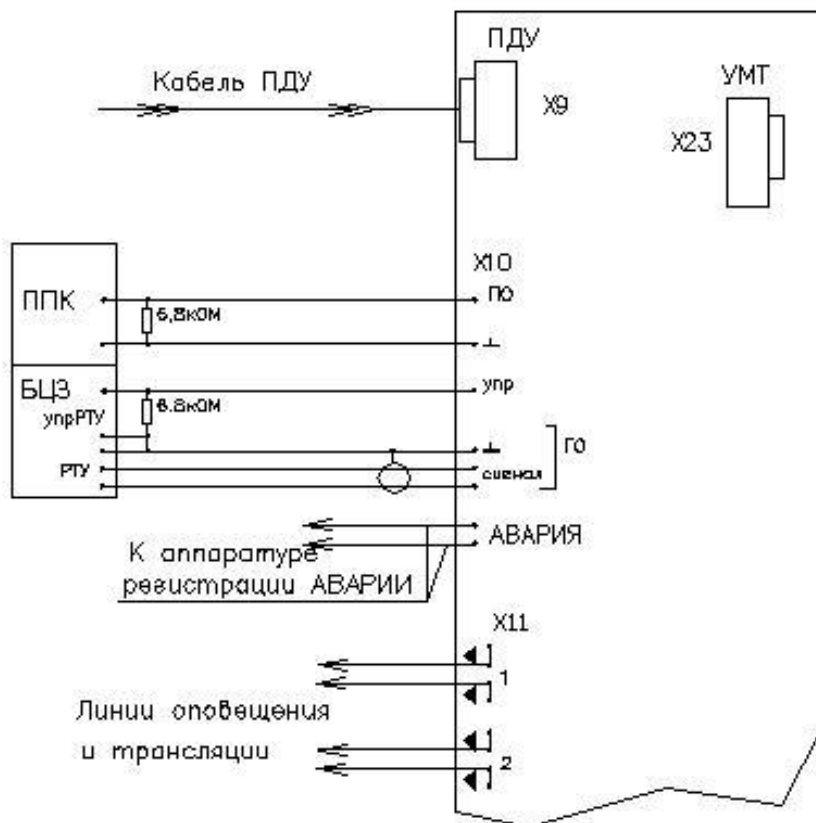 ПДУ
Кабель ПДУ
УМТ
X9
X23
X10
ППК
ПО
6,8кОМ
⊥
БЦЗ
упр
6.8кОМ
упрРТУ
⊥
ГО
РТУ
сигнал
АВАРИЯ
К аппаратуре
регистрации АВАРИИ
X11
1
Линии оповещения
и трансляции
2